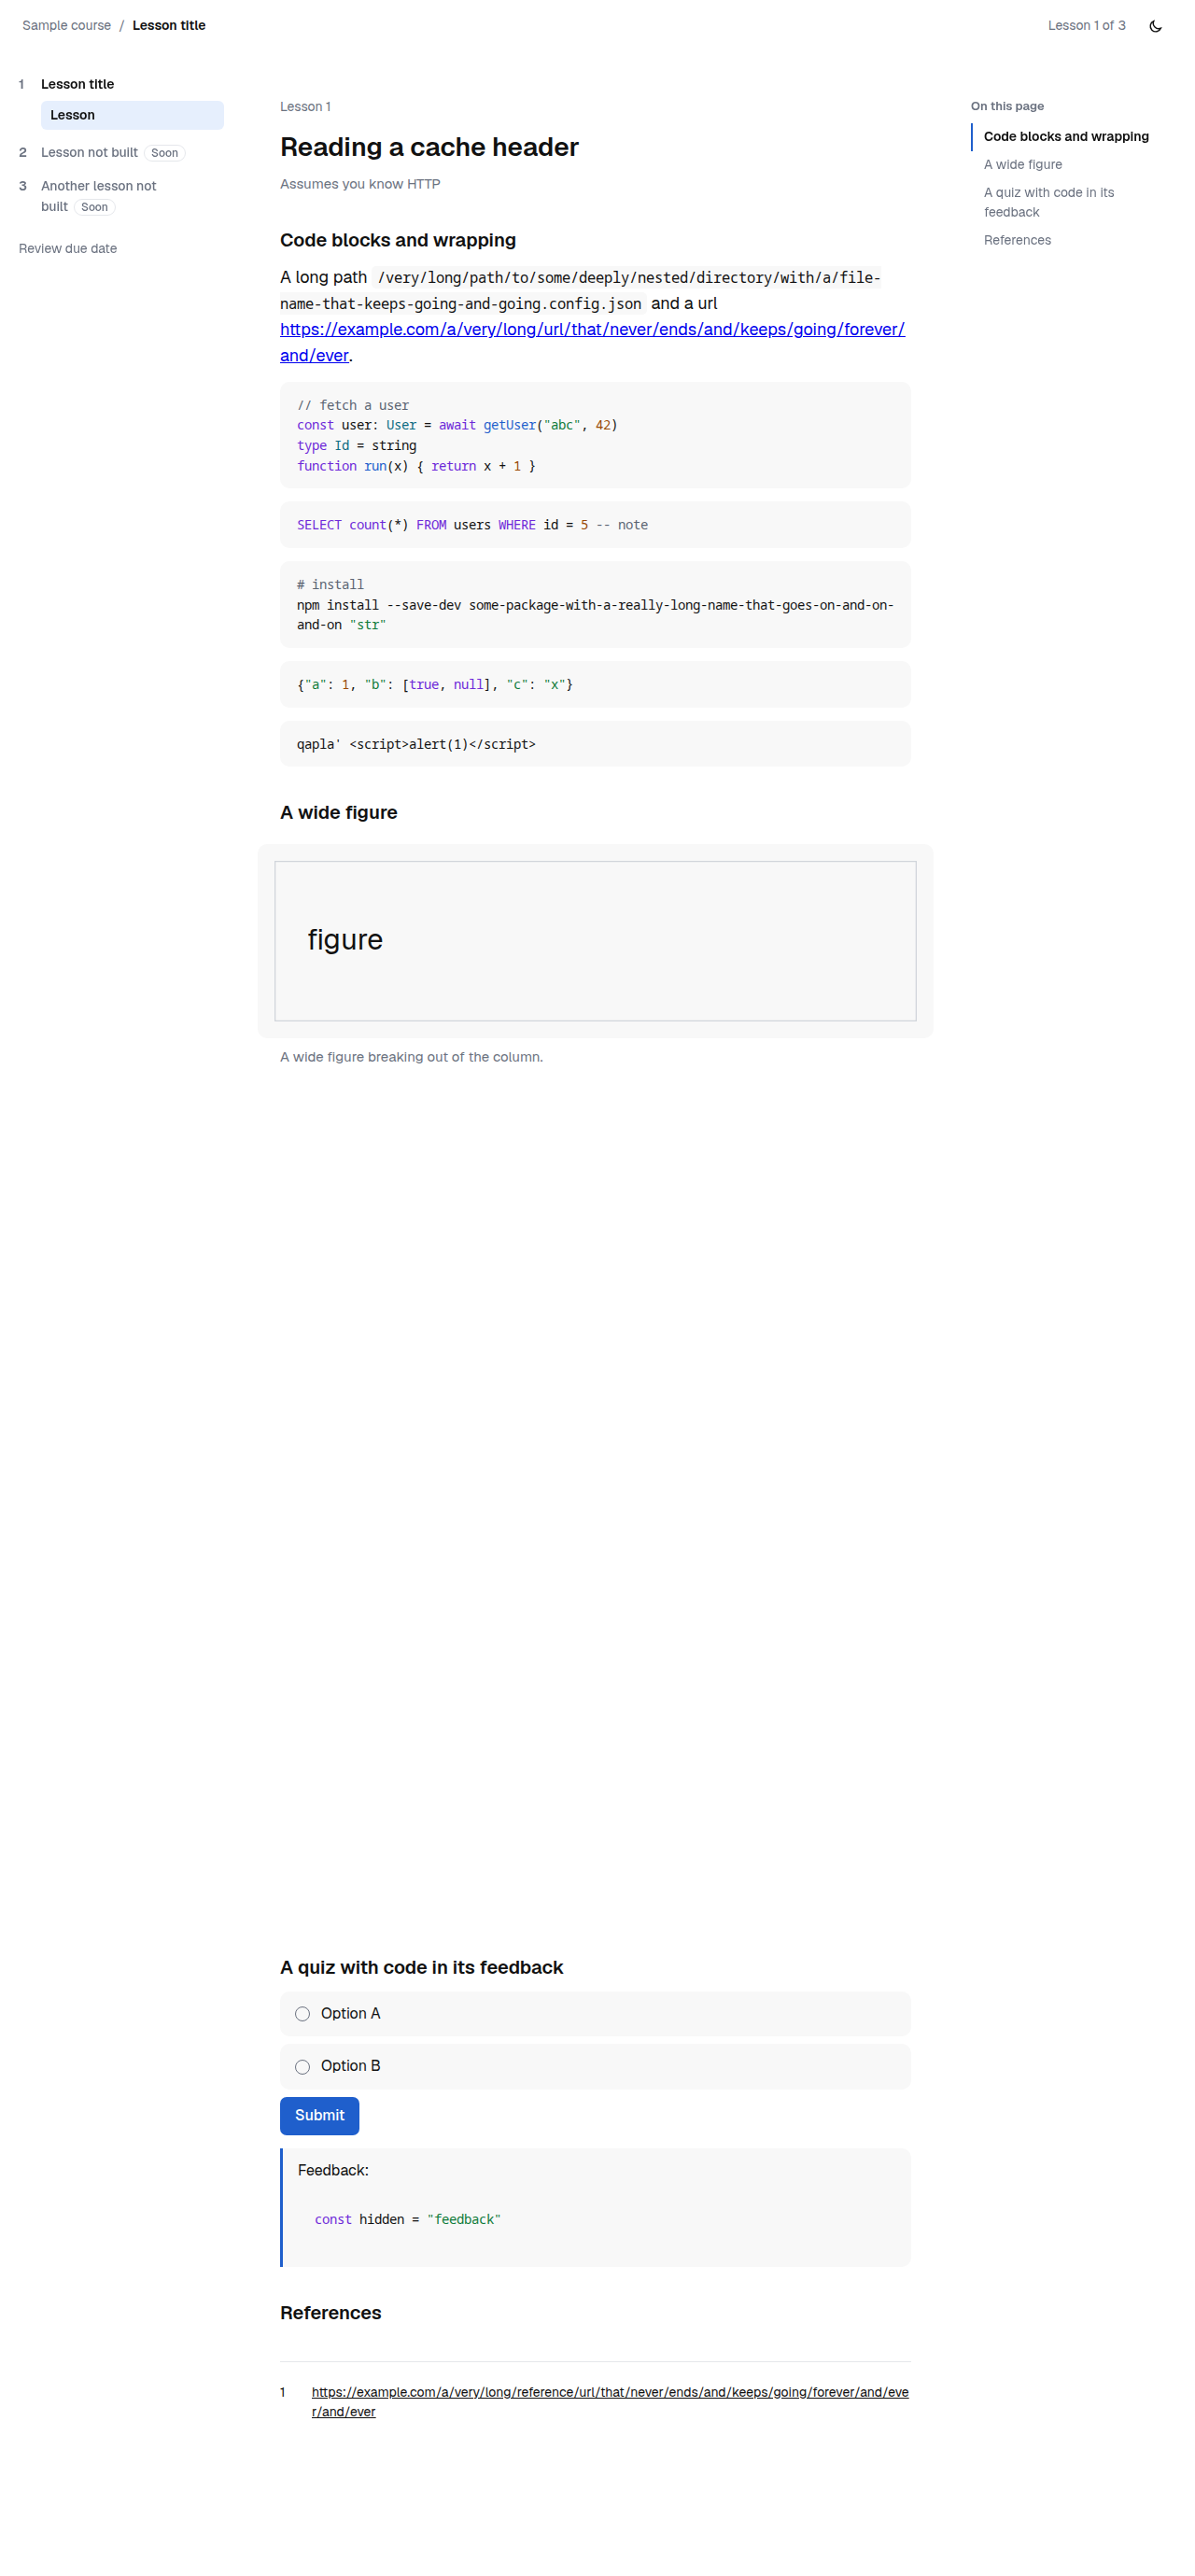 Sample course / Lesson title
Lesson 1 of 3
1 Lesson title
Lesson
2 Lesson not built Soon
3 Another lesson not
built Soon
Review due date
Lesson 1
Reading a cache header
Assumes you know HTTP
Code blocks and wrapping
A long path /very/long/path/to/some/deeply/nested/directory/with/a/file-
name-that-keeps-going-and-going.config.json and a url
https://example.com/a/very/long/url/that/never/ends/and/keeps/going/forever/
and/ever.
// fetch a user
const user: User = await getUser("abc", 42)
type Id = string
function run(x) { return x + 1 }
SELECT count(*) FROM users WHERE id = 5 -- note
# install
npm install --save-dev some-package-with-a-really-long-name-that-goes-on-and-on-
and-on "str"
{"a": 1, "b": [true, null], "c": "x"}
qapla' <script>alert(1)</script>
A wide figure
figure
A wide figure breaking out of the column.
A quiz with code in its feedback
Option A
Option B
Submit
Feedback:
const hidden = "feedback"
References
1 https://example.com/a/very/long/reference/url/that/never/ends/and/keeps/going/forever/and/eve
r/and/ever
On this page
Code blocks and wrapping
A wide figure
A quiz with code in its
feedback
References